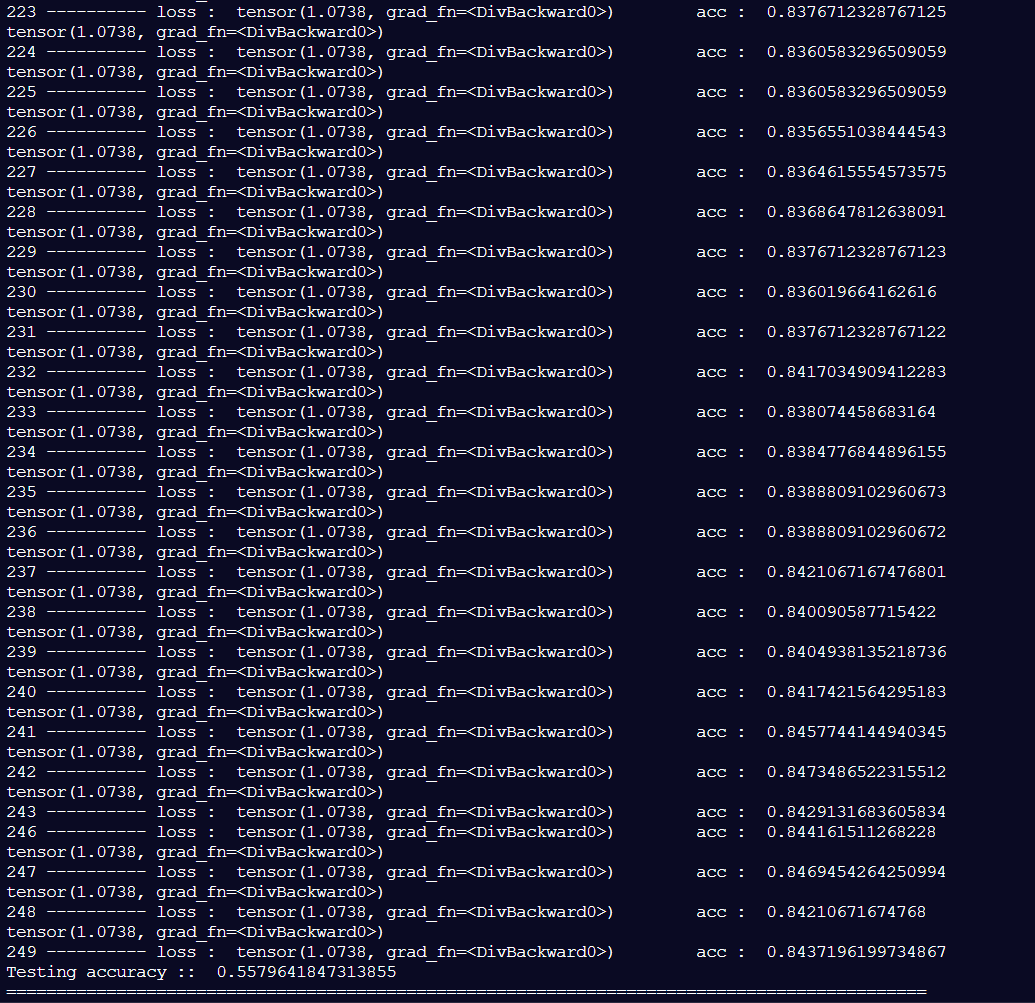 223 ---------- loss :  tensor(1.0738, grad_fn=<DivBackward0>)        acc :  0.8376712328767125
tensor(1.0738, grad_fn=<DivBackward0>)
224 ---------- loss :  tensor(1.0738, grad_fn=<DivBackward0>)        acc :  0.8360583296509059
tensor(1.0738, grad_fn=<DivBackward0>)
225 ---------- loss :  tensor(1.0738, grad_fn=<DivBackward0>)        acc :  0.8360583296509059
tensor(1.0738, grad_fn=<DivBackward0>)
226 ---------- loss :  tensor(1.0738, grad_fn=<DivBackward0>)        acc :  0.8356551038444543
tensor(1.0738, grad_fn=<DivBackward0>)
227 ---------- loss :  tensor(1.0738, grad_fn=<DivBackward0>)        acc :  0.8364615554573575
tensor(1.0738, grad_fn=<DivBackward0>)
228 ---------- loss :  tensor(1.0738, grad_fn=<DivBackward0>)        acc :  0.8368647812638091
tensor(1.0738, grad_fn=<DivBackward0>)
229 ---------- loss :  tensor(1.0738, grad_fn=<DivBackward0>)        acc :  0.8376712328767123
tensor(1.0738, grad_fn=<DivBackward0>)
230 ---------- loss :  tensor(1.0738, grad_fn=<DivBackward0>)        acc :  0.836019664162616
tensor(1.0738, grad_fn=<DivBackward0>)
231 ---------- loss :  tensor(1.0738, grad_fn=<DivBackward0>)        acc :  0.8376712328767122
tensor(1.0738, grad_fn=<DivBackward0>)
232 ---------- loss :  tensor(1.0738, grad_fn=<DivBackward0>)        acc :  0.8417034909412283
tensor(1.0738, grad_fn=<DivBackward0>)
233 ---------- loss :  tensor(1.0738, grad_fn=<DivBackward0>)        acc :  0.838074458683164
tensor(1.0738, grad_fn=<DivBackward0>)
234 ---------- loss :  tensor(1.0738, grad_fn=<DivBackward0>)        acc :  0.8384776844896155
tensor(1.0738, grad_fn=<DivBackward0>)
235 ---------- loss :  tensor(1.0738, grad_fn=<DivBackward0>)        acc :  0.8388809102960673
tensor(1.0738, grad_fn=<DivBackward0>)
236 ---------- loss :  tensor(1.0738, grad_fn=<DivBackward0>)        acc :  0.8388809102960672
tensor(1.0738, grad_fn=<DivBackward0>)
237 ---------- loss :  tensor(1.0738, grad_fn=<DivBackward0>)        acc :  0.8421067167476801
tensor(1.0738, grad_fn=<DivBackward0>)
238 ---------- loss :  tensor(1.0738, grad_fn=<DivBackward0>)        acc :  0.840090587715422
tensor(1.0738, grad_fn=<DivBackward0>)
239 ---------- loss :  tensor(1.0738, grad_fn=<DivBackward0>)        acc :  0.8404938135218736
tensor(1.0738, grad_fn=<DivBackward0>)
240 ---------- loss :  tensor(1.0738, grad_fn=<DivBackward0>)        acc :  0.8417421564295183
tensor(1.0738, grad_fn=<DivBackward0>)
241 ---------- loss :  tensor(1.0738, grad_fn=<DivBackward0>)        acc :  0.8457744144940345
tensor(1.0738, grad_fn=<DivBackward0>)
242 ---------- loss :  tensor(1.0738, grad_fn=<DivBackward0>)        acc :  0.8473486522315512
tensor(1.0738, grad_fn=<DivBackward0>)
243 ---------- loss :  tensor(1.0738, grad_fn=<DivBackward0>)        acc :  0.8429131683605834
246 ---------- loss :  tensor(1.0738, grad_fn=<DivBackward0>)        acc :  0.844161511268228
tensor(1.0738, grad_fn=<DivBackward0>)
247 ---------- loss :  tensor(1.0738, grad_fn=<DivBackward0>)        acc :  0.8469454264250994
tensor(1.0738, grad_fn=<DivBackward0>)
248 ---------- loss :  tensor(1.0738, grad_fn=<DivBackward0>)        acc :  0.84210671674768
tensor(1.0738, grad_fn=<DivBackward0>)
249 ---------- loss :  tensor(1.0738, grad_fn=<DivBackward0>)        acc :  0.8437196199734867
Testing accuracy ::  0.5579641847313855
============================================================================================